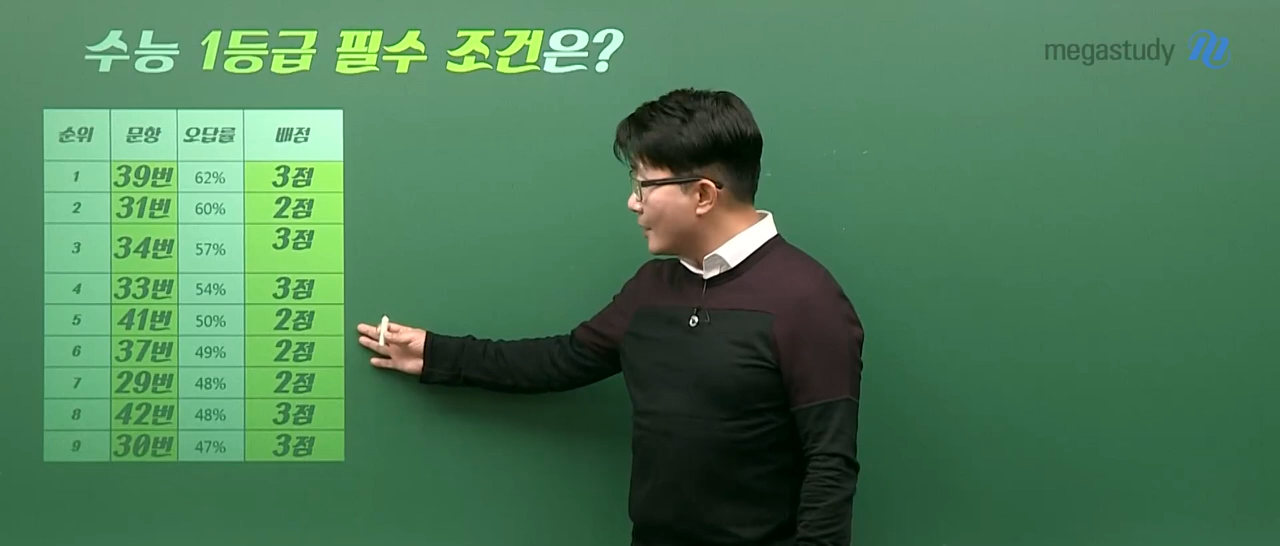 수능 1등급 필수 조건은?
megastudy
순위 문항 오답률 배점
1 39번 62% 3점
2 31번 60% 2점
3 34번 57% 3점
4 33번 54% 3점
5 41번 50% 2점
6 37번 49% 2점
7 29번 48% 2점
8 42번 48% 3점
9 30번 47% 3점